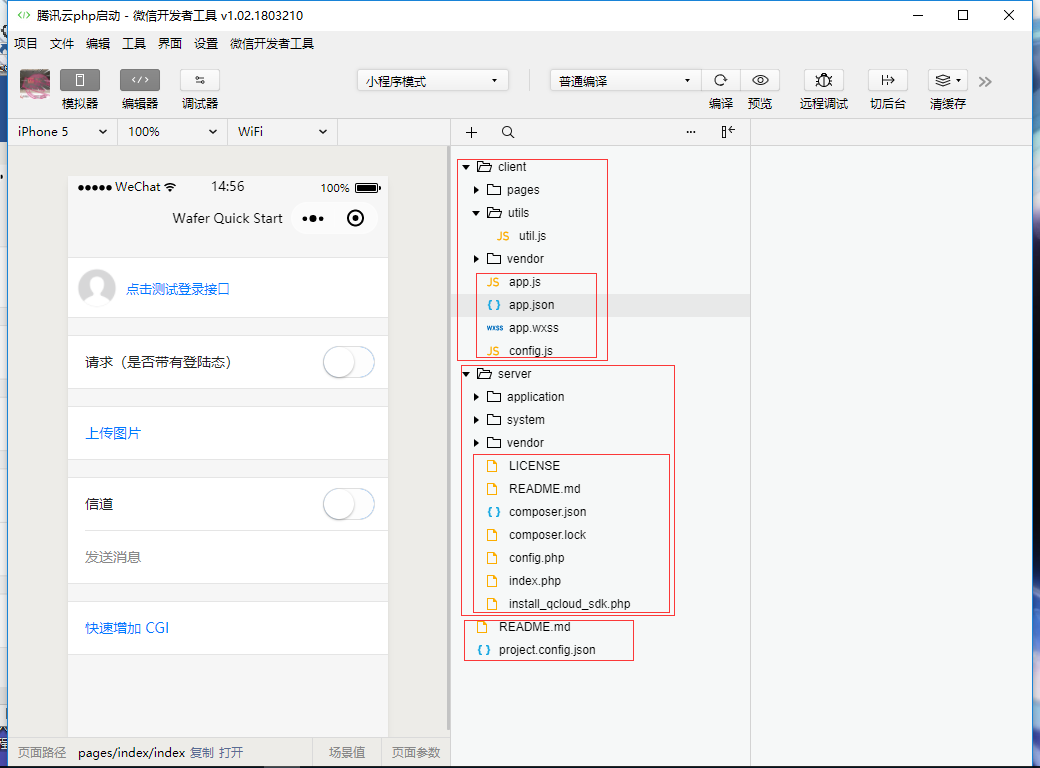 腾讯云php启动 - 微信开发者工具 v1.02.1803210
项目 文件 编辑 工具 界面 设置 微信开发者工具
小程序模式 普通编译
模拟器 编辑器 调试器 编译 预览 远程调试 切后台 清缓存
iPhone 5 100% WiFi
WeChat 14:56 100%
Wafer Quick Start
点击测试登录接口
请求（是否带有登陆态）
上传图片
信道
发送消息
快速增加 CGI
页面路径 pages/index/index 复制 打开 场景值 页面参数
client
pages
utils
JS util.js
vendor
JS app.js
{ } app.json
wxss app.wxss
JS config.js
server
application
system
vendor
LICENSE
README.md
{ } composer.json
composer.lock
config.php
index.php
install_qcloud_sdk.php
README.md
{ } project.config.json